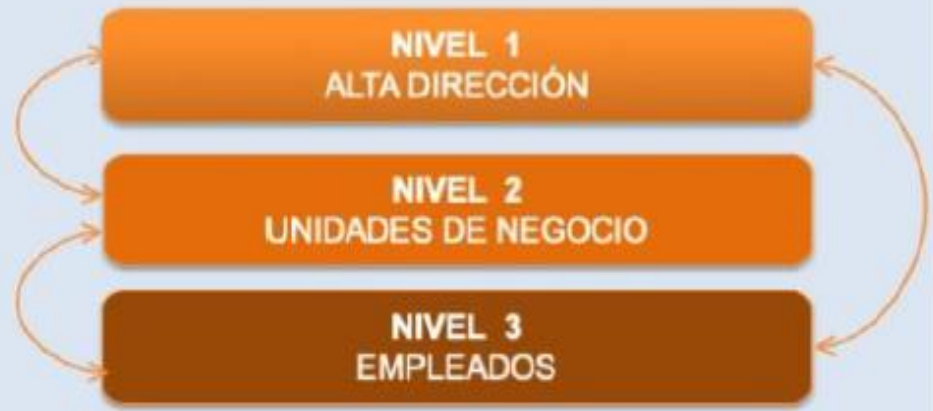 NIVEL 1
ALTA DIRECCIÓN
NIVEL 2
UNIDADES DE NEGOCIO
NIVEL 3
EMPLEADOS